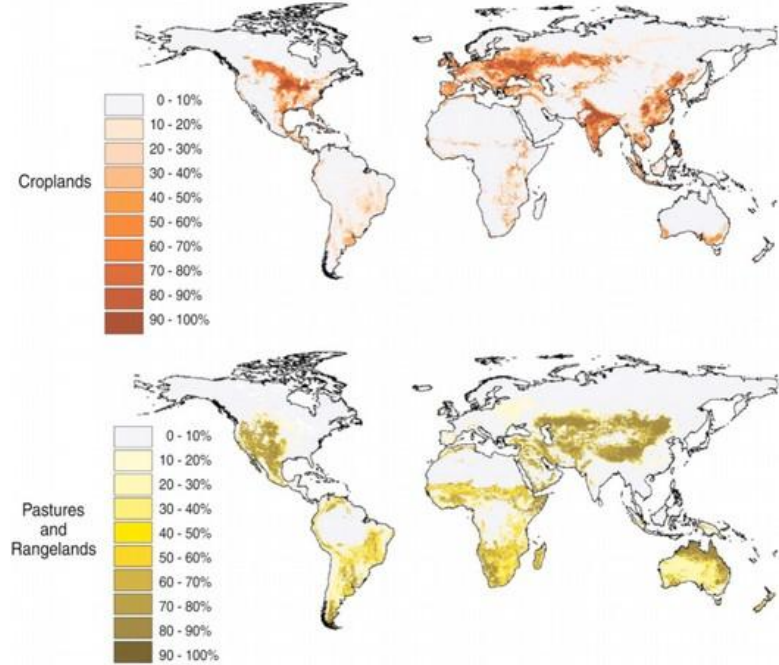 Croplands
0 - 10%
10 - 20%
20 - 30%
30 - 40%
40 - 50%
50 - 60%
60 - 70%
70 - 80%
80 - 90%
90 - 100%
Pastures
and
Rangelands
0 - 10%
10 - 20%
20 - 30%
30 - 40%
40 - 50%
50 - 60%
60 - 70%
70 - 80%
80 - 90%
90 - 100%